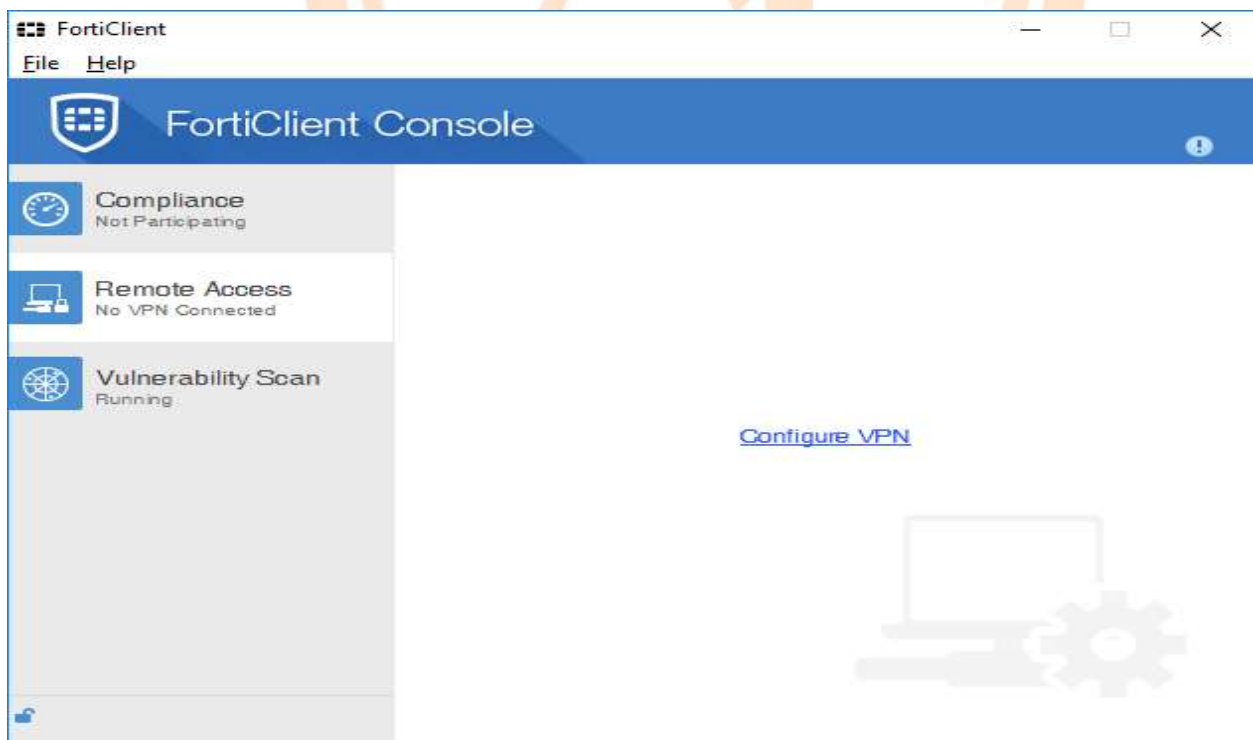 FortiClient
File Help
FortiClient Console
Compliance
Not Participating
Remote Access
No VPN Connected
Vulnerability Scan
Running
Configure VPN